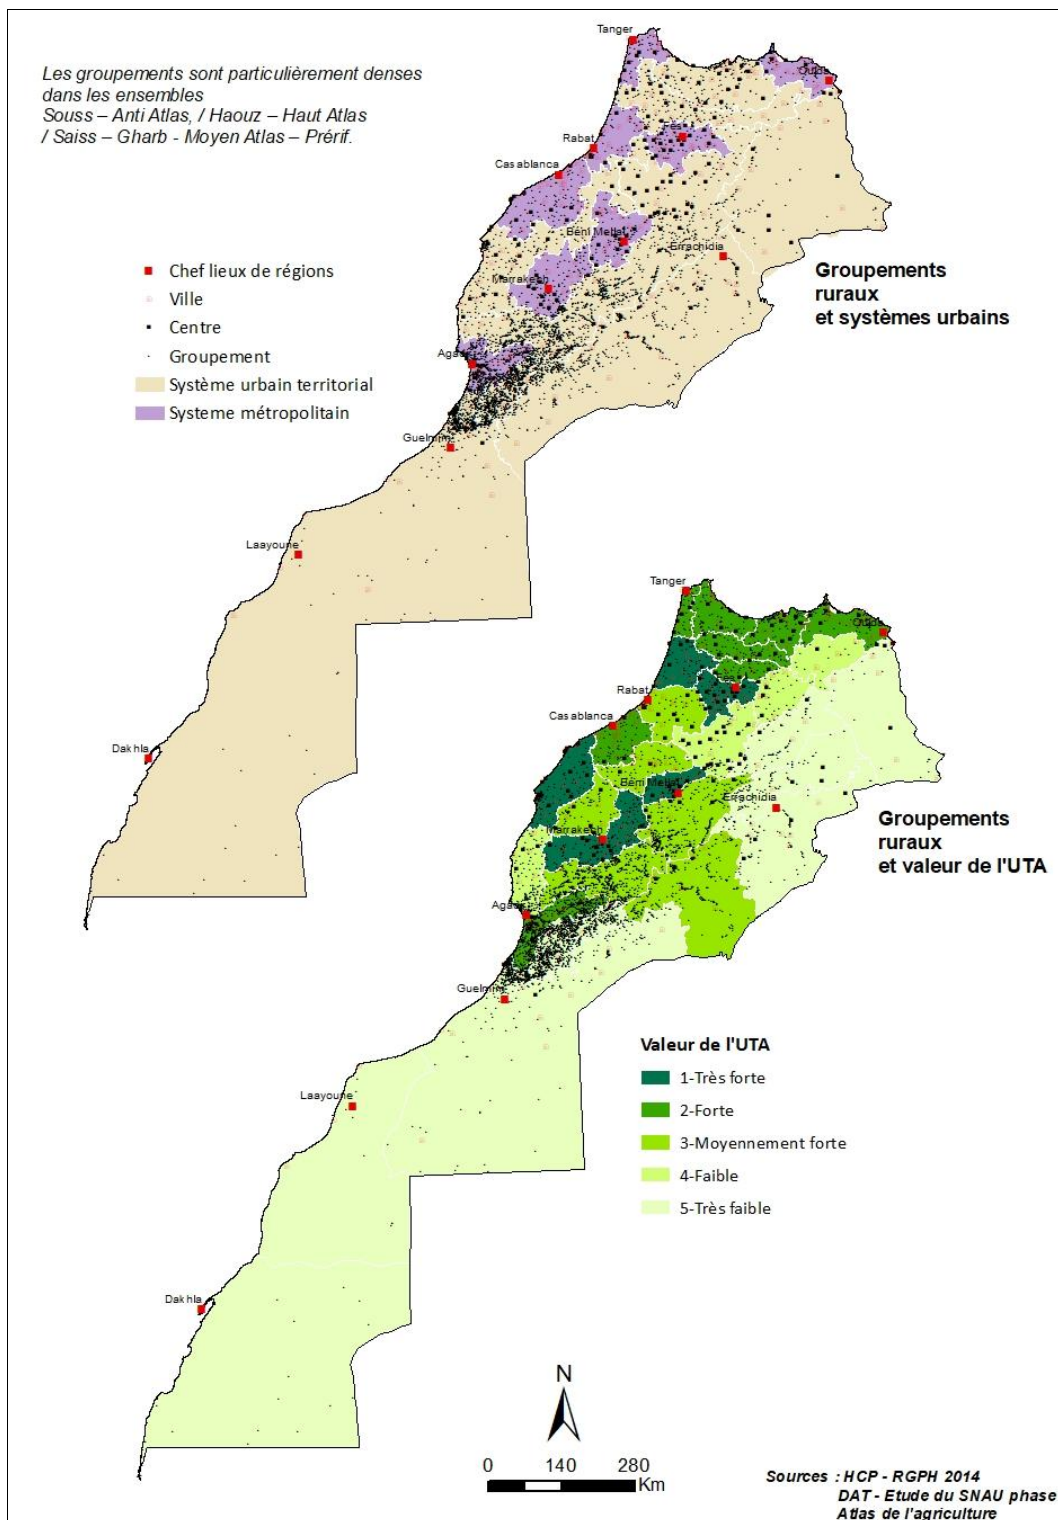 Les groupements sont particulièrement denses
dans les ensembles
Souss – Anti Atlas, / Haouz – Haut Atlas
/ Saiss – Gharb - Moyen Atlas – Prérif.
Tanger
Oujda
Fès
Rabat
Casablanca
Béni Mellal
Errachidia
Marrakech
Agadir
Guelmim
Laayoune
Dakhla
Chef lieux de régions
Ville
Centre
Groupement
Système urbain territorial
Systeme métropolitain
Groupements
ruraux
et systèmes urbains
Tanger
Oujda
Fès
Rabat
Casablanca
Béni Mellal
Errachidia
Marrakech
Agadir
Guelmim
Laayoune
Dakhla
Groupements
ruraux
et valeur de l'UTA
Valeur de l'UTA
1-Très forte
2-Forte
3-Moyennement forte
4-Faible
5-Très faible
N
0 140 280
Km
Sources : HCP - RGPH 2014
DAT - Etude du SNAU phase
Atlas de l'agriculture